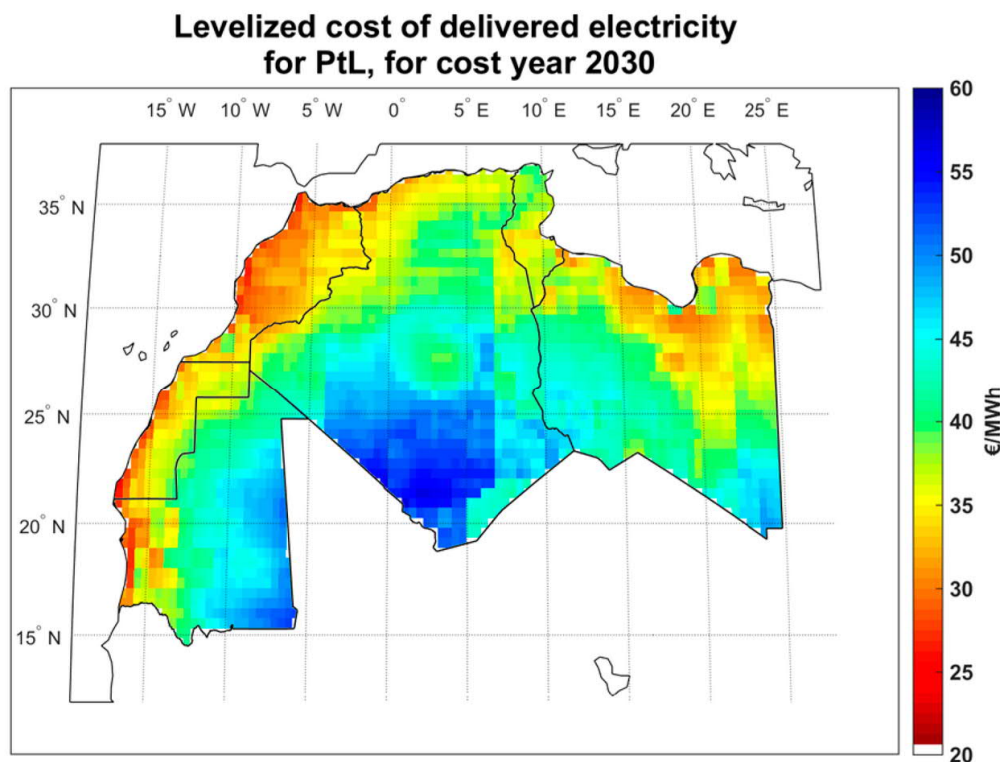 Levelized cost of delivered electricity
for PtL, for cost year 2030
15° W 10° W 5° W 0° 5° E 10° E 15° E 20° E 25° E
35° N
30° N
25° N
20° N
15° N
60
55
50
45
40
35
30
25
20
€/MWh